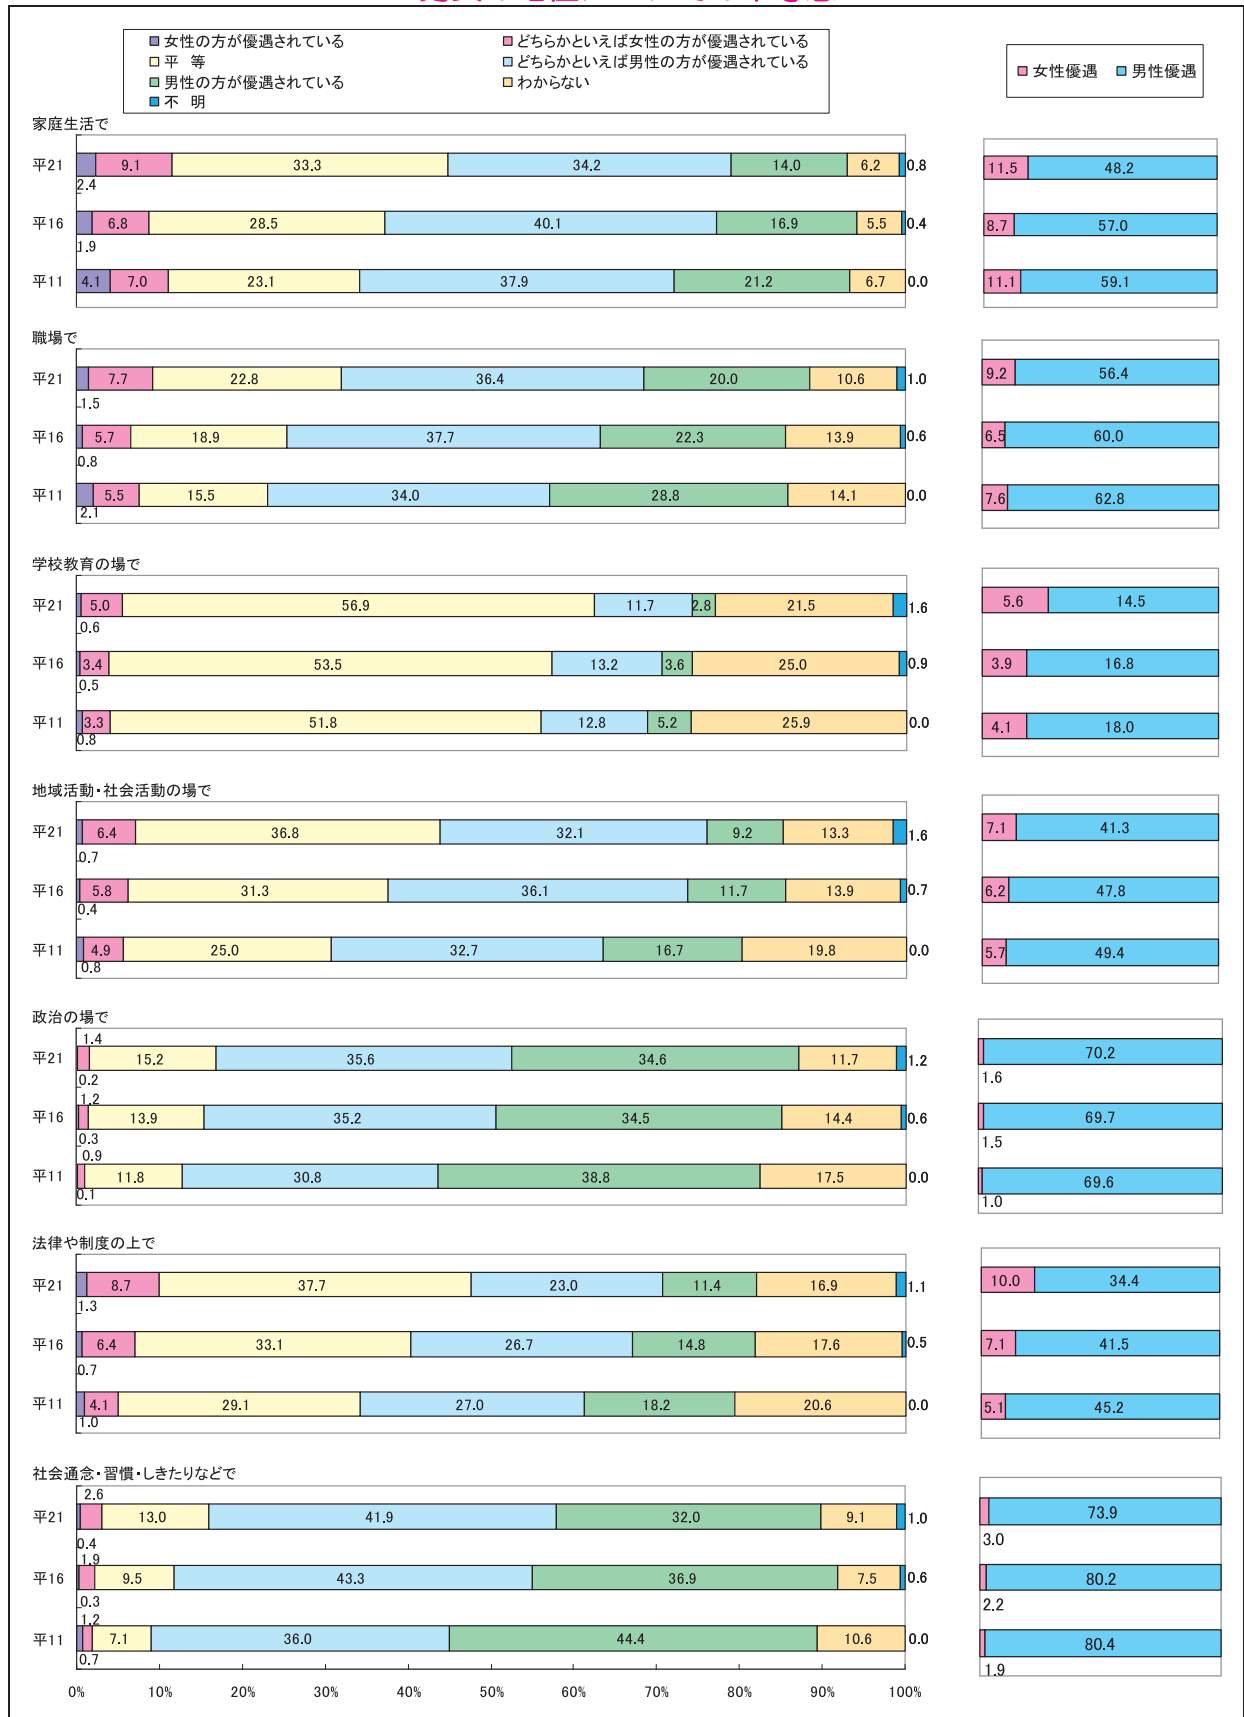 女性の方が優遇されている
どちらかといえば女性の方が優遇されている
平 等
どちらかといえば男性の方が優遇されている
男性の方が優遇されている
わからない
不 明
女性優遇 男性優遇
家庭生活で
平21 9.1 33.3 34.2 14.0 6.2 0.8 11.5 48.2
2.4
平16 6.8 28.5 40.1 16.9 5.5 0.4 8.7 57.0
1.9
平11 4.1 7.0 23.1 37.9 21.2 6.7 0.0 11.1 59.1
職場で
平21 7.7 22.8 36.4 20.0 10.6 1.0 9.2 56.4
1.5
平16 5.7 18.9 37.7 22.3 13.9 0.6 6.5 60.0
0.8
平11 5.5 15.5 34.0 28.8 14.1 0.0 7.6 62.8
2.1
学校教育の場で
平21 5.0 56.9 11.7 2.8 21.5 1.6 5.6 14.5
0.6
平16 3.4 53.5 13.2 3.6 25.0 0.9 3.9 16.8
0.5
平11 3.3 51.8 12.8 5.2 25.9 0.0 4.1 18.0
0.8
地域活動・社会活動の場で
平21 6.4 36.8 32.1 9.2 13.3 1.6 7.1 41.3
0.7
平16 5.8 31.3 36.1 11.7 13.9 0.7 6.2 47.8
0.4
平11 4.9 25.0 32.7 16.7 19.8 0.0 5.7 49.4
0.8
政治の場で
1.4
平21 15.2 35.6 34.6 11.7 1.2 70.2
0.2 1.6
1.2
平16 13.9 35.2 34.5 14.4 0.6 69.7
0.3 1.5
0.9
平11 11.8 30.8 38.8 17.5 0.0 69.6
0.1 1.0
法律や制度の上で
平21 8.7 37.7 23.0 11.4 16.9 1.1 10.0 34.4
1.3
平16 6.4 33.1 26.7 14.8 17.6 0.5 7.1 41.5
0.7
平11 4.1 29.1 27.0 18.2 20.6 0.0 5.1 45.2
1.0
社会通念・習慣・しきたりなどで
2.6
平21 13.0 41.9 32.0 9.1 1.0 73.9
0.4 3.0
1.9
平16 9.5 43.3 36.9 7.5 0.6 80.2
0.3 2.2
1.2
平11 7.1 36.0 44.4 10.6 0.0 80.4
0.7 1.9
0% 10% 20% 30% 40% 50% 60% 70% 80% 90% 100%